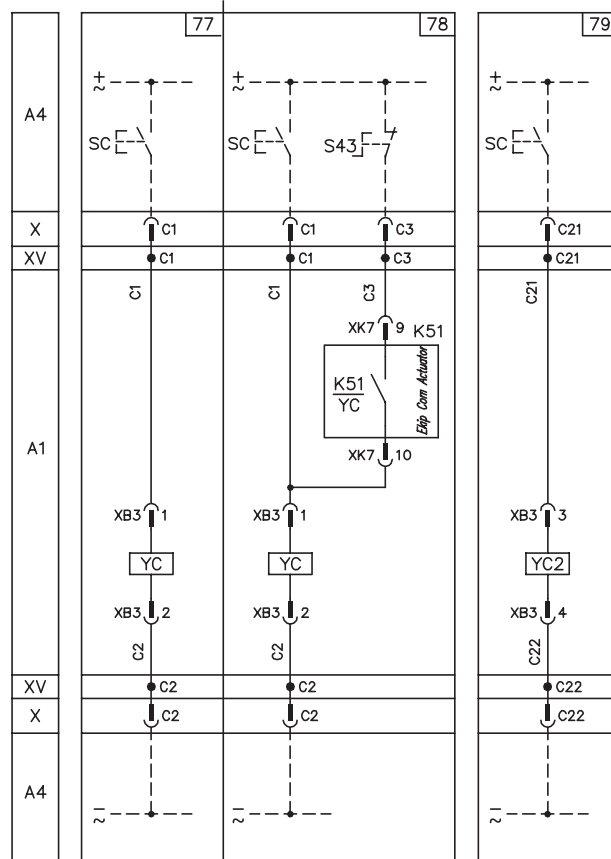 77 78 79
+ + +
~ ~ ~
A4 SC SC S43 SC
X C1 C1 C3 C21
XV C1 C1 C3 C21
C1 C1 C3 C21
XK7 9 K51
K51
YC
Ekip Com Actuator
A1
XK7 10
XB3 1 XB3 1 XB3 3
YC YC YC2
XB3 2 XB3 2 XB3 4
C2 C2 C22
XV C2 C2 C22
X C2 C2 C22
A4
− − −
~ ~ ~